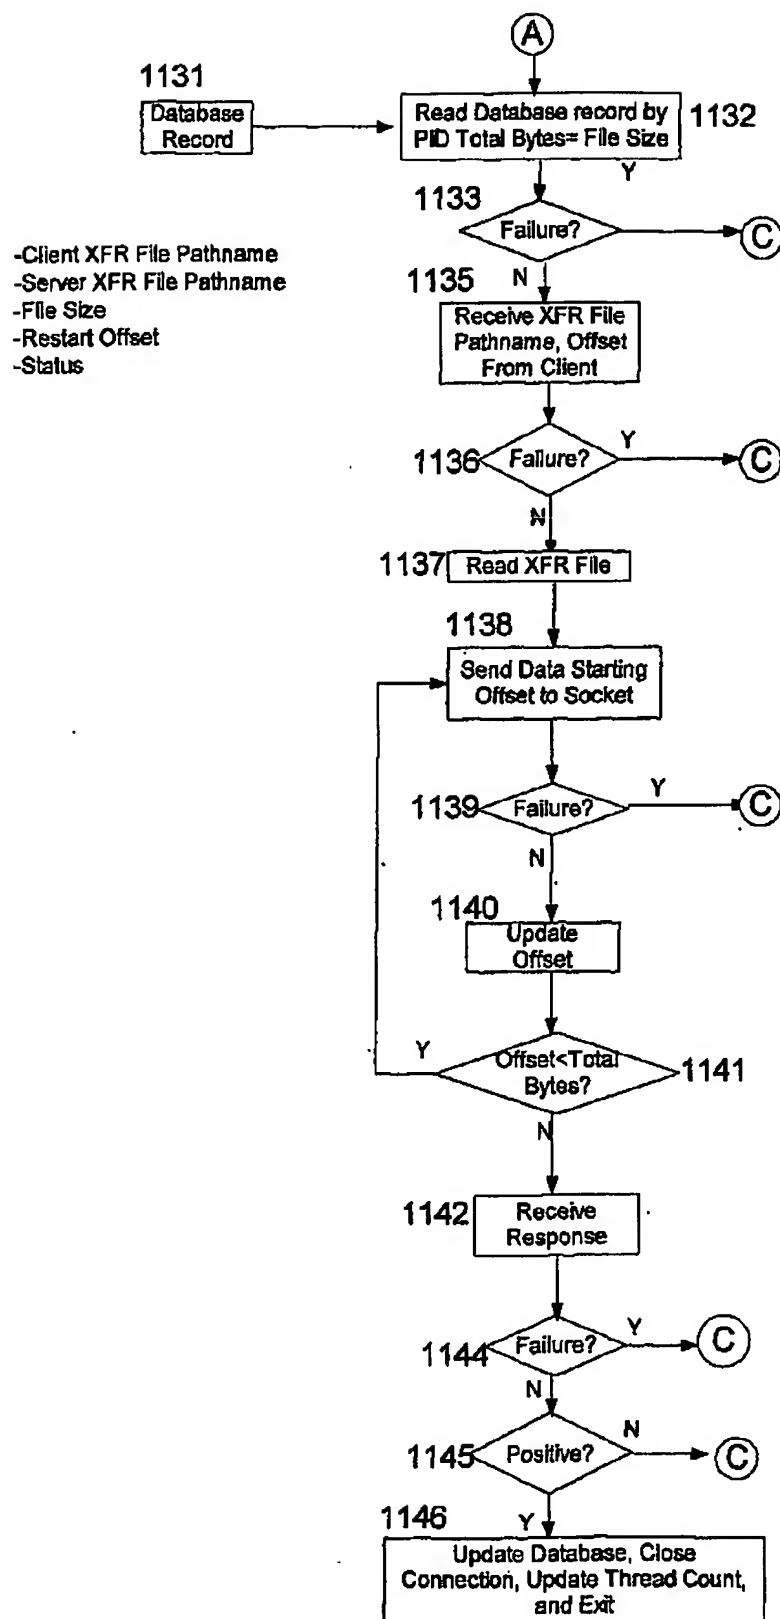 A
1131
Database
Record
Read Database record by
PID Total Bytes= File Size
1132
Y
1133
Failure?
C
-Client XFR File Pathname
-Server XFR File Pathname
-File Size
-Restart Offset
-Status
N
1135
Receive XFR File
Pathname, Offset
From Client
1136
Failure?
Y
C
N
1137
Read XFR File
1138
Send Data Starting
Offset to Socket
1139
Failure?
Y
C
N
1140
Update
Offset
Y
Offset<Total
Bytes?
1141
N
1142
Receive
Response
1144
Failure?
Y
C
N
1145
Positive?
N
C
1146
Y
Update Database, Close
Connection, Update Thread Count,
and Exit